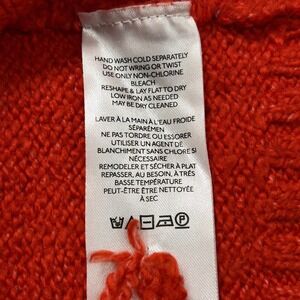 HAND WASH COLD SEPARATELY
DO NOT WRING OR TWIST
USE ONLY NON-CHLORINE
BLEACH
RESHAPE & LAY FLAT TO DRY
LOW IRON AS NEEDED
MAY BE DRY CLEANED
LAVER À LA MAIN À L'EAU FROIDE
SÉPARÉMEN
NE PAS TORDRE OU ESSORER
UTILISER UN AGENT DE
BLANCHIMENT SANS CHLORE SI
NÉCESSAIRE
REMODELER ET SÉCHER À PLAT
REPASSER, AU BESOIN, À TRÈS
BASSE TEMPÉRATURE
PEUT-ÊTRE ÊTRE NETTOYÉE
À SEC
P